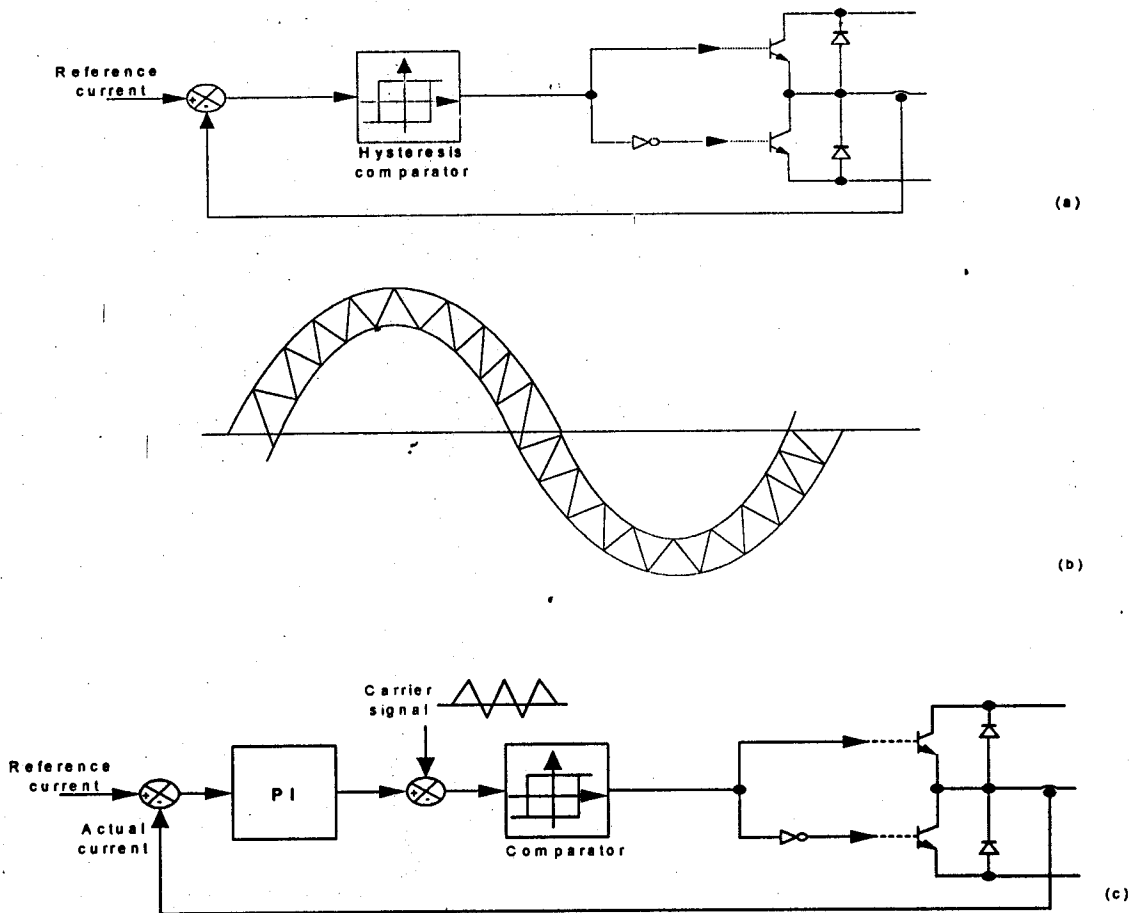 Reference
current
+
-
Hysteresis
comparator
(a)
(b)
Carrier
signal
Reference
current
+
-
PI
+
-
Actual
current
Comparator
(c)